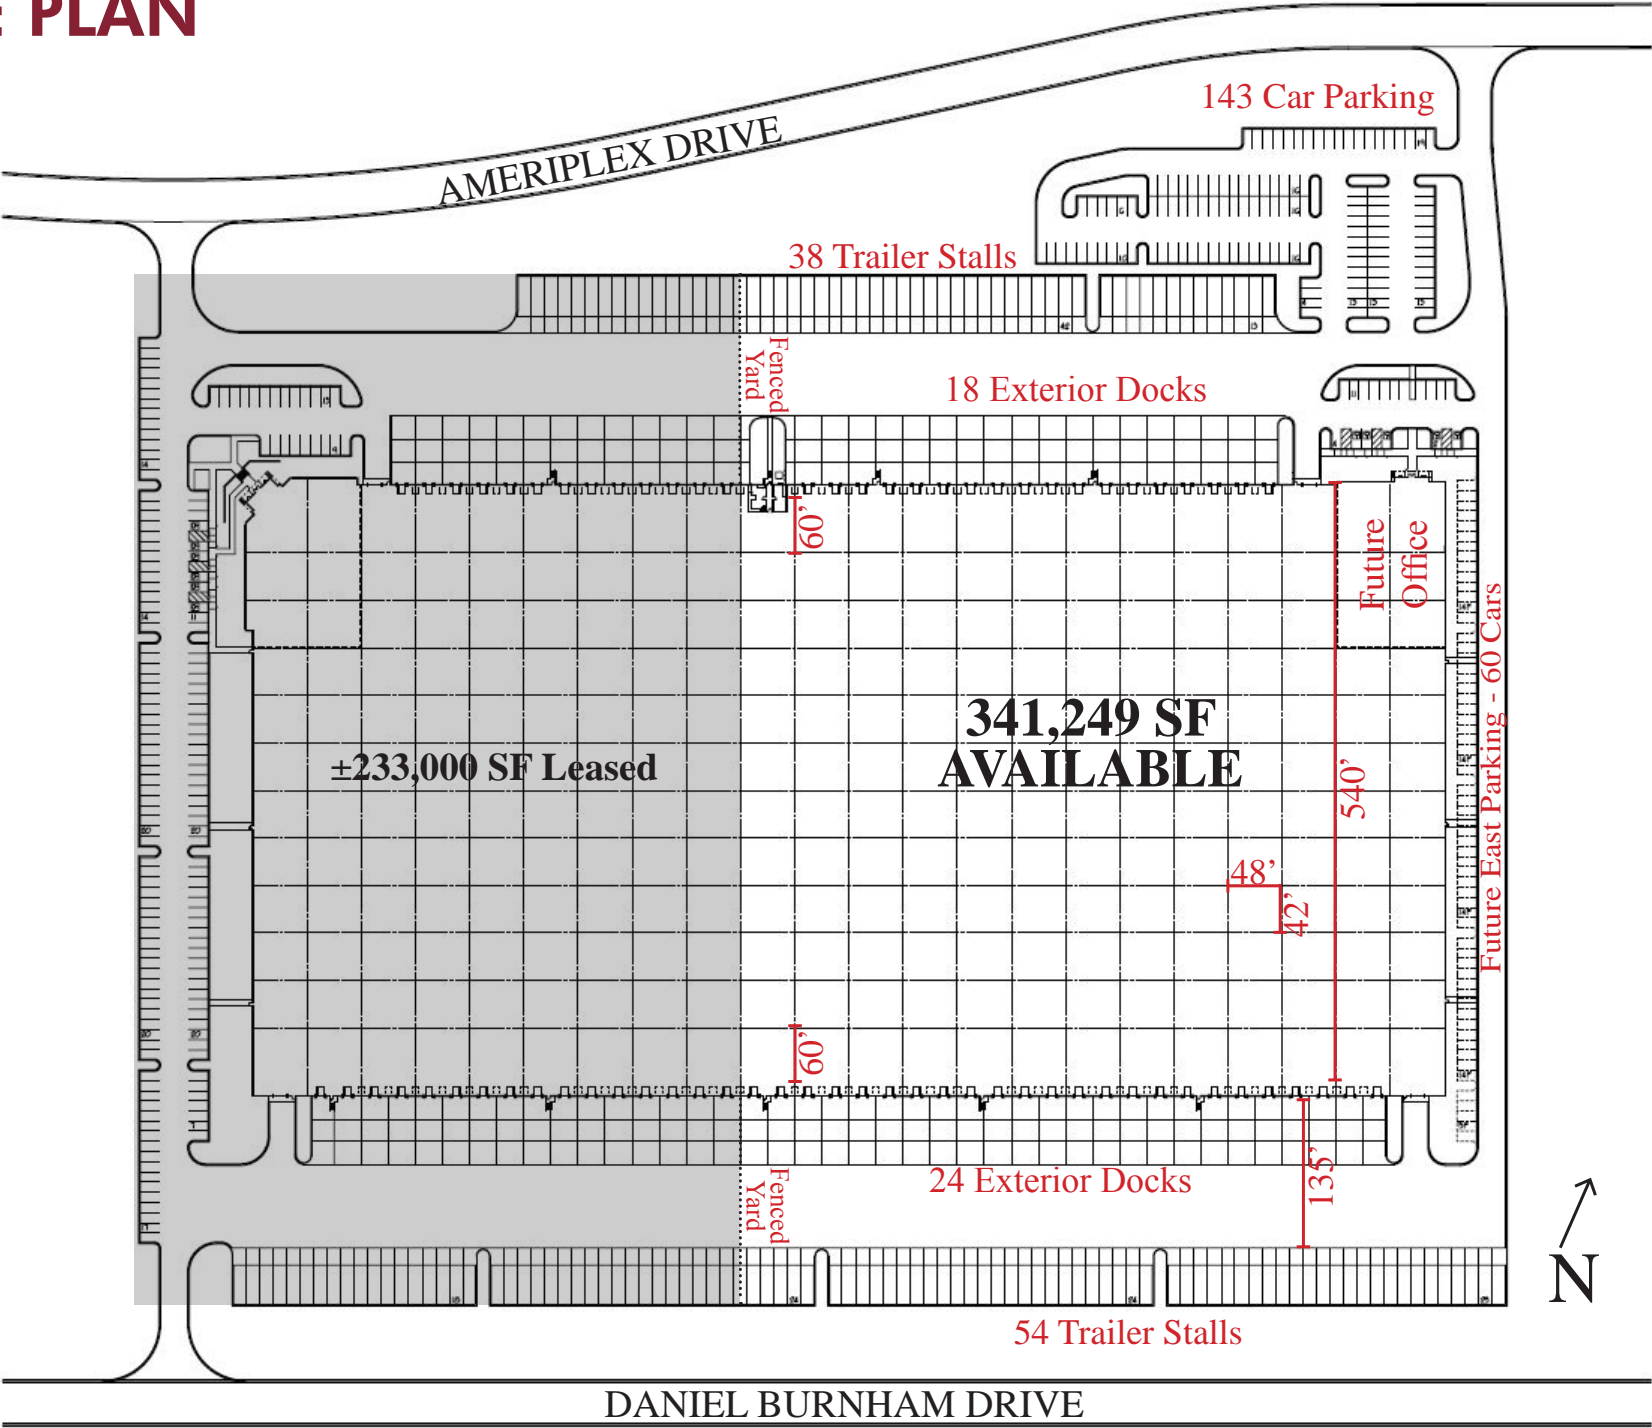 PLAN
143 Car Parking
AMERIPLEX DRIVE
38 Trailer Stalls
Fenced
Yard
18 Exterior Docks
60'
Future
Office
341,249 SF
AVAILABLE
±233,000 SF Leased
540'
48'
42'
Future East Parking - 60 Cars
60'
135'
24 Exterior Docks
Fenced
Yard
N
54 Trailer Stalls
DANIEL BURNHAM DRIVE